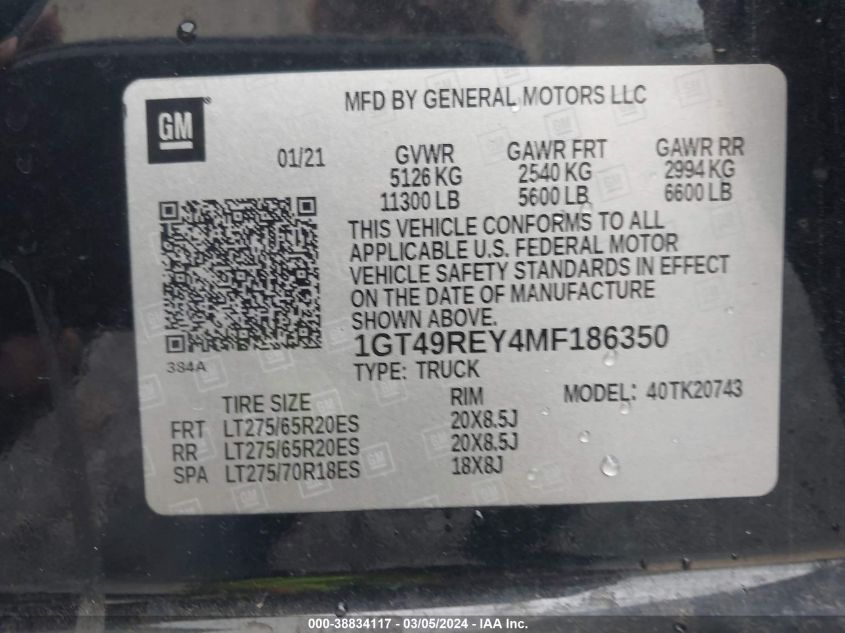 MFD BY GENERAL MOTORS LLC
GM
01/21 GVWR GAWR FRT GAWR RR
5126 KG 2540 KG 2994 KG
11300 LB 5600 LB 6600 LB
THIS VEHICLE CONFORMS TO ALL
APPLICABLE U.S. FEDERAL MOTOR
VEHICLE SAFETY STANDARDS IN EFFECT
ON THE DATE OF MANUFACTURE
SHOWN ABOVE.
1GT49REY4MF186350
384A
TYPE: TRUCK
MODEL: 40TK20743
TIRE SIZE RIM
FRT LT275/65R20ES 20X8.5J
RR LT275/65R20ES 20X8.5J
SPA LT275/70R18ES 18X8J
000-38834117 — 03/05/2024 — IAA Inc.